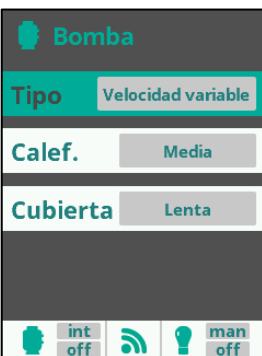 Bomba
Tipo Velocidad variable
Calef. Media
Cubierta Lenta
int man
off off